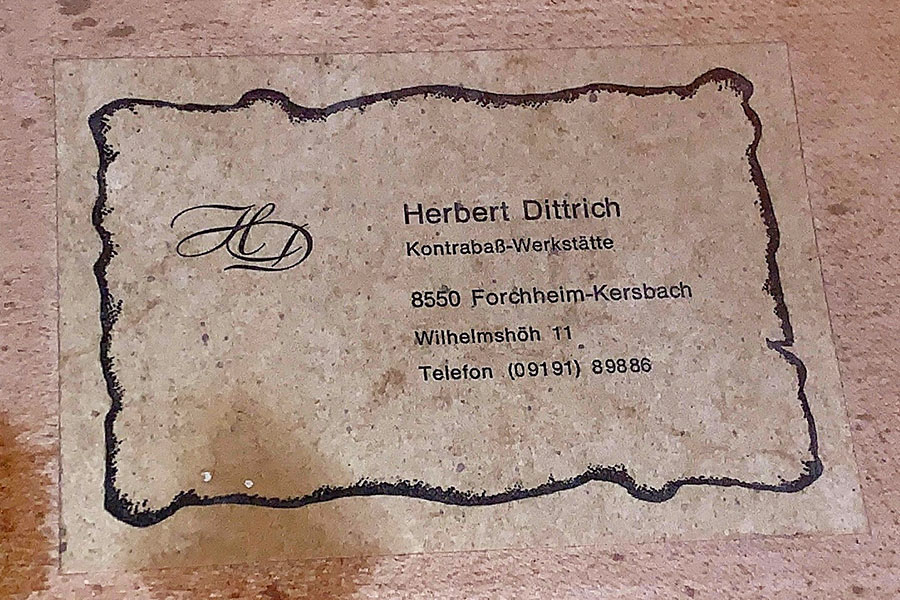 HD
Herbert Dittrich
Kontrabaß-Werkstätte
8550 Forchheim-Kersbach
Wilhelmshöh 11
Telefon (09191) 89886